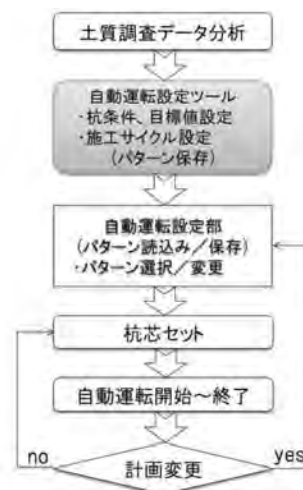 土質調査データ分析
自動運転設定ツール
・杭条件、目標値設定
・施工サイクル設定
(パターン保存)
自動運転設定部
(パターン読込み／保存)
・パターン選択／変更
杭芯セット
自動運転開始～終了
no
計画変更
yes